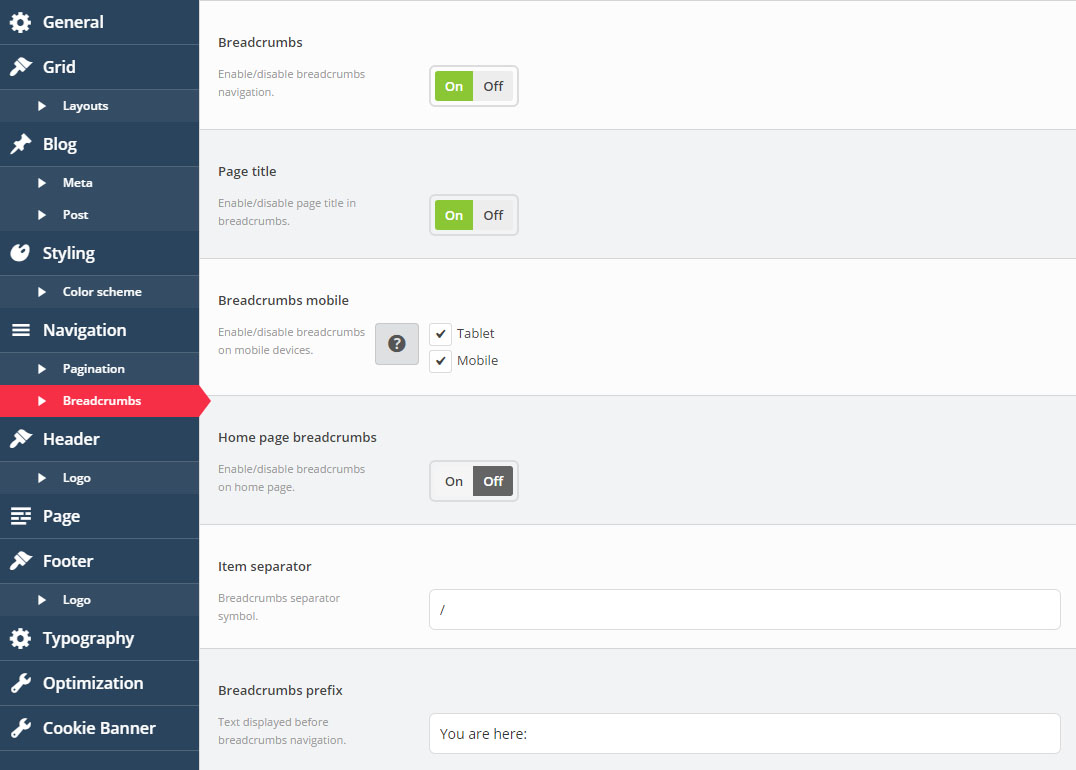 General
Grid
Layouts
Blog
Meta
Post
Styling
Color scheme
Navigation
Pagination
Breadcrumbs
Header
Logo
Page
Footer
Logo
Typography
Optimization
Cookie Banner
Breadcrumbs
Enable/disable breadcrumbs
navigation.
On Off
Page title
Enable/disable page title in
breadcrumbs.
On Off
Breadcrumbs mobile
Enable/disable breadcrumbs
on mobile devices.
?
Tablet
Mobile
Home page breadcrumbs
Enable/disable breadcrumbs
on home page.
On Off
Item separator
Breadcrumbs separator
symbol.
/
Breadcrumbs prefix
Text displayed before
breadcrumbs navigation.
You are here: